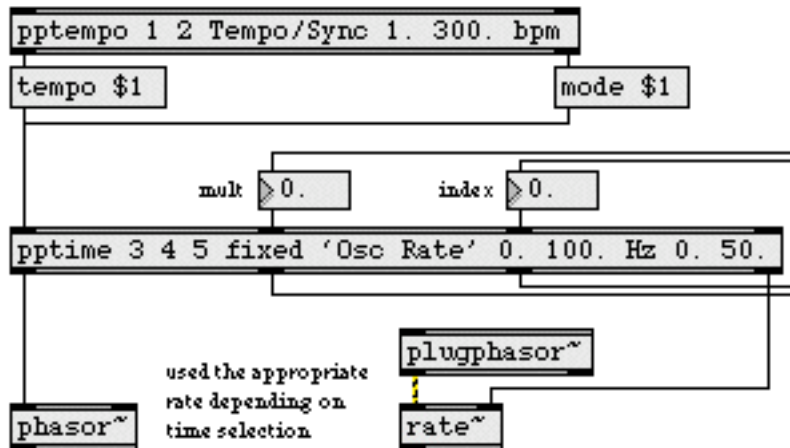 pptempo 1 2 Tempo/Sync 1. 300. bpm
tempo $1
mode $1
mult
0.
index
0.
pptime 3 4 5 fixed ‘Osc Rate’ 0. 100. Hz 0. 50.
plugphasor~
used the appropriate
rate depending on
time selection
phasor~
rate~